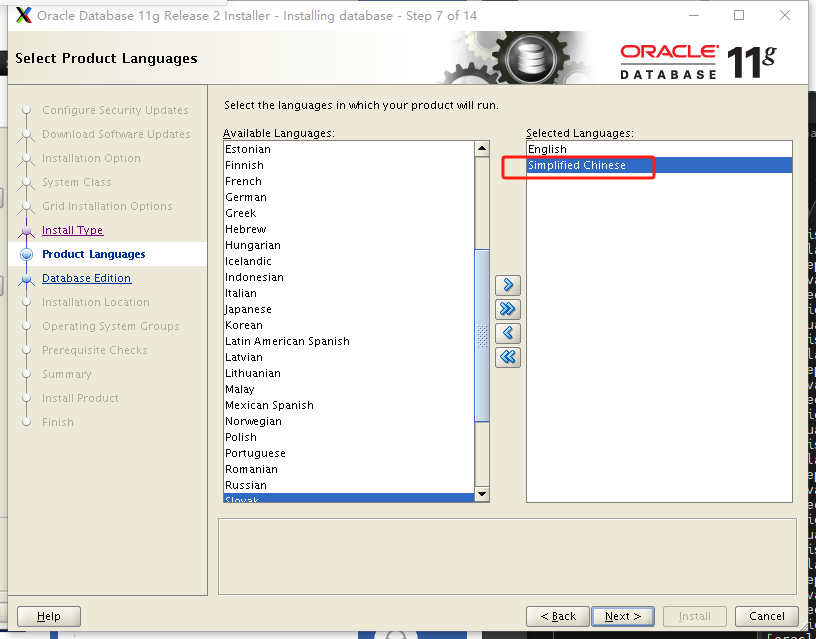 Oracle Database 11g Release 2 Installer - Installing database - Step 7 of 14
Select Product Languages
ORACLE
DATABASE
11g
Configure Security Updates
Download Software Updates
Installation Option
System Class
Grid Installation Options
Install Type
Product Languages
Database Edition
Installation Location
Operating System Groups
Prerequisite Checks
Summary
Install Product
Finish
Select the languages in which your product will run.
Available Languages:
Estonian
Finnish
French
German
Greek
Hebrew
Hungarian
Icelandic
Indonesian
Italian
Japanese
Korean
Latin American Spanish
Latvian
Lithuanian
Malay
Mexican Spanish
Norwegian
Polish
Portuguese
Romanian
Russian
Slovak
Selected Languages:
English
Simplified Chinese
Help
< Back
Next >
Install
Cancel